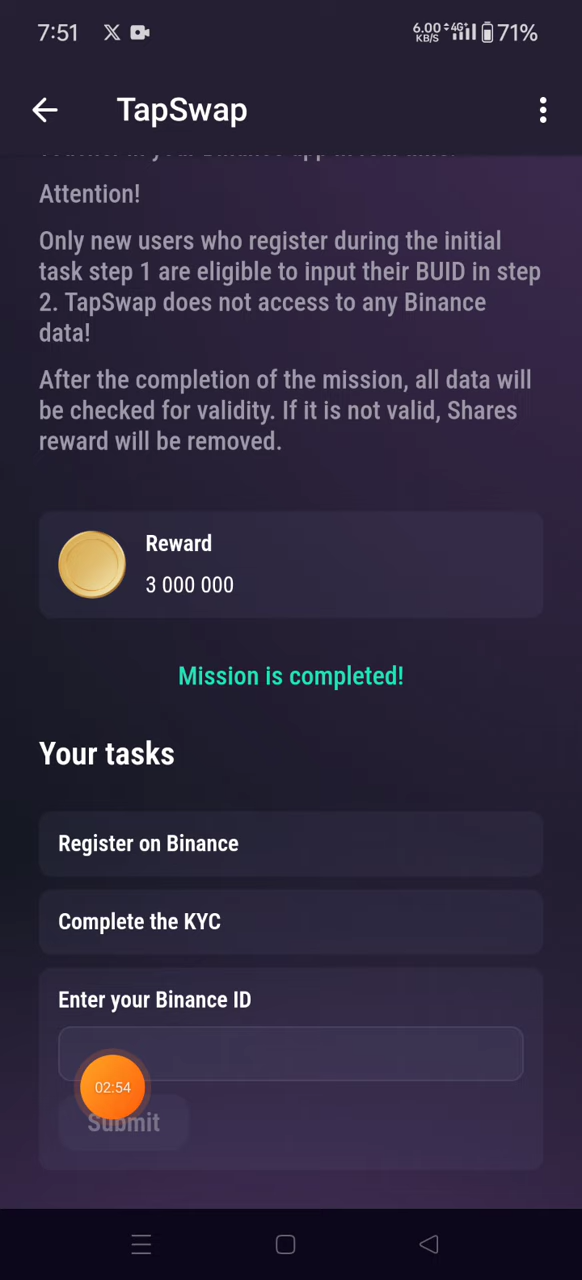 7:51
6.00 KB/S 4G+ 71%
TapSwap
Attention!
Only new users who register during the initial
task step 1 are eligible to input their BUID in step
2. TapSwap does not access to any Binance
data!
After the completion of the mission, all data will
be checked for validity. If it is not valid, Shares
reward will be removed.
Reward
3 000 000
Mission is completed!
Your tasks
Register on Binance
Complete the KYC
Enter your Binance ID
02:54
Submit